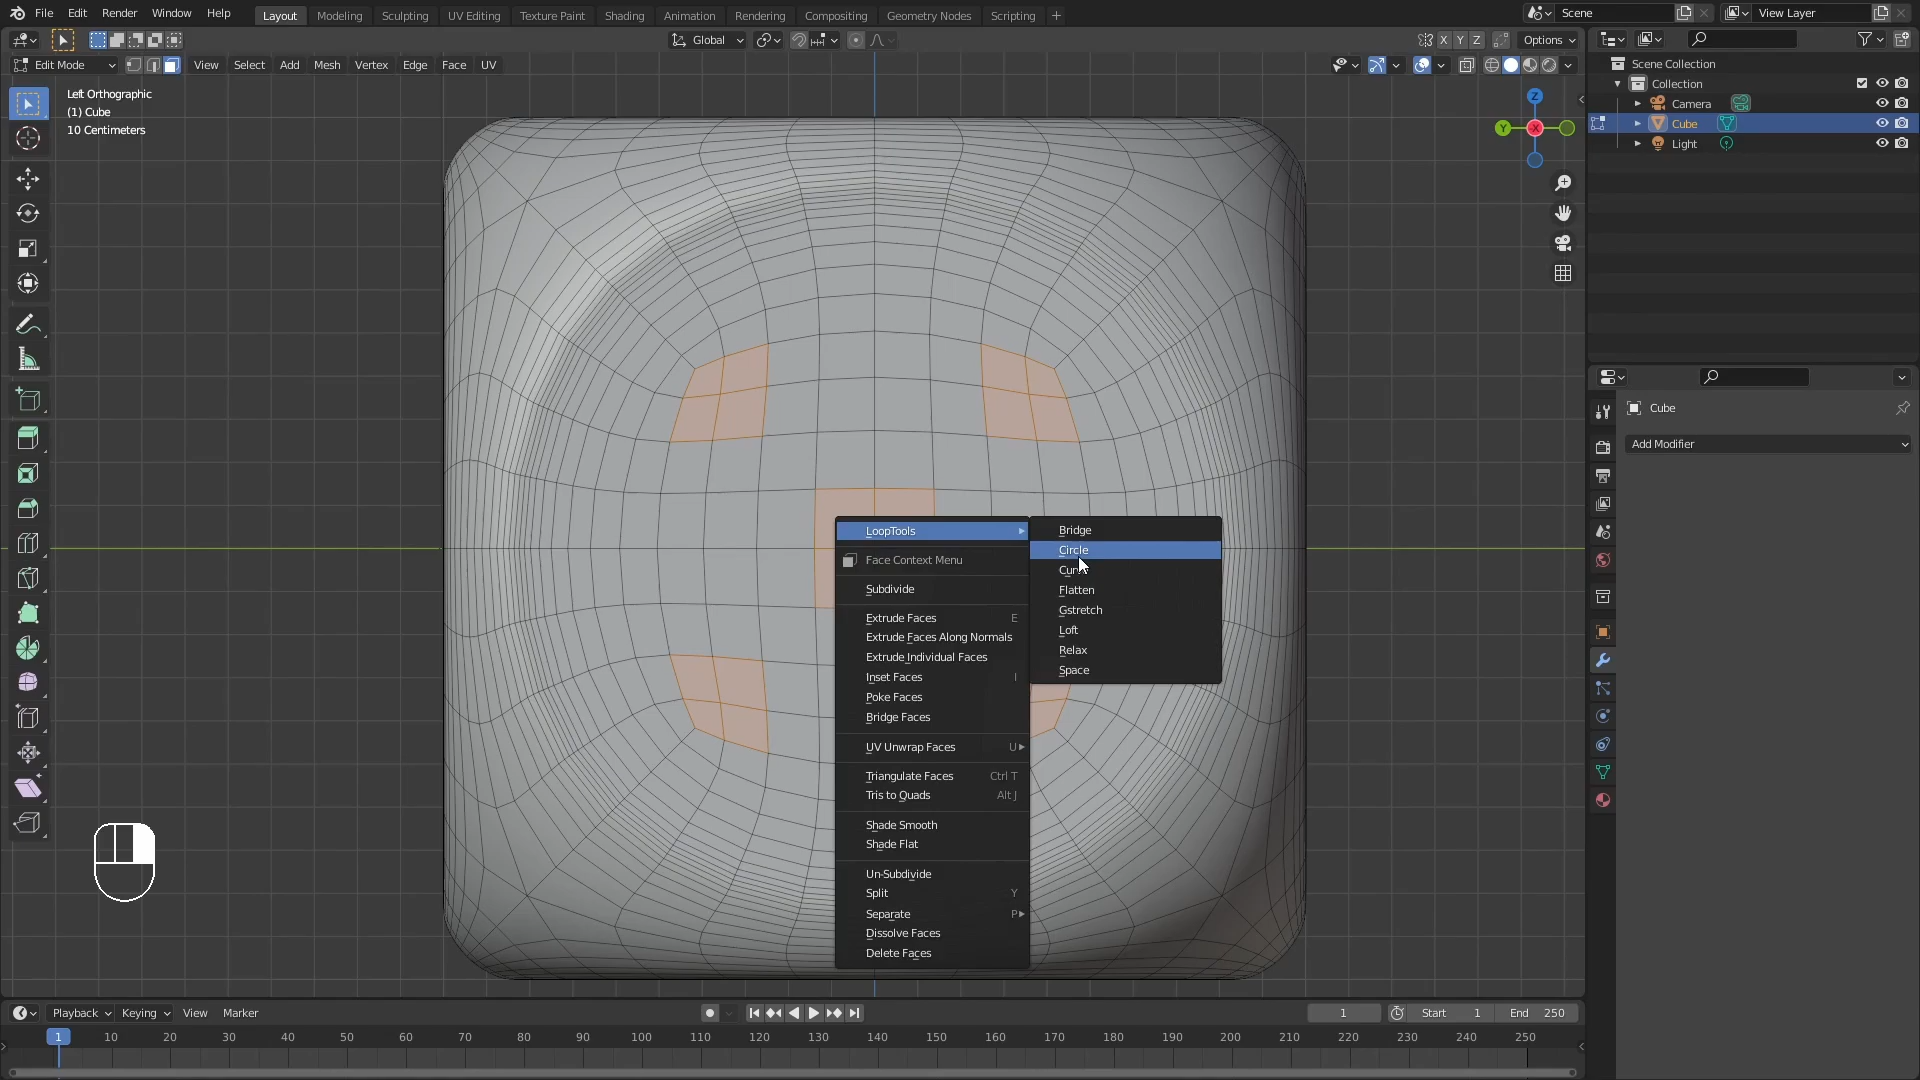 File Edit Render Window Help Layout Modeling Sculpting UV Editing Texture Paint Shading Animation Rendering Compositing Geometry Nodes Scripting + Scene View Layer
Global X Y Z Options
Edit Mode View Select Add Mesh Vertex Edge Face UV
Left Orthographic
(1) Cube
10 Centimeters
Z
Y
X
LoopTools
Face Context Menu
Subdivide
Extrude Faces E
Extrude Faces Along Normals
Extrude Individual Faces
Inset Faces I
Poke Faces
Bridge Faces
UV Unwrap Faces U
Triangulate Faces Ctrl T
Tris to Quads Alt J
Shade Smooth
Shade Flat
Un-Subdivide
Split Y
Separate P
Dissolve Faces
Delete Faces
Bridge
Circle
Flatten
Gstretch
Loft
Relax
Space
Scene Collection
Collection
Camera
Cube
Light
Cube
Add Modifier
Playback Keying View Marker 1 Start 1 End 250
1 10 20 30 40 50 60 70 80 90 100 110 120 130 140 150 160 170 180 190 200 210 220 230 240 250